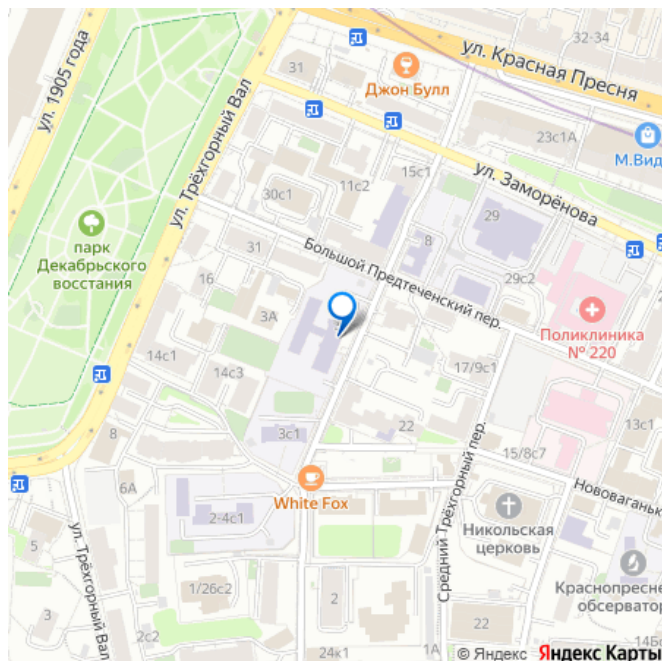 32-34
ул. Красная Пресня
ул. 1905 года
31
Джон Булл
ул. Трёхгорный Вал
23с1А
М.Вид
15с1
ул. Заморёнова
11с2
30с1
29
8
парк
Декабрьского
восстания
31
Большой Предтеченский пер.
29с2
16
3А
Поликлиника
№ 220
14с1
14с3
17/9с1
13с1
8
3с1
22
15/8с7
6А
White Fox
Нововаганьк
2-4с1
Никольская
церковь
Средний Трёхгорный пер.
5
ул. Трёхгорный Вал
Краснопресне
обсерватор
1/26с2
2
3
22
2с2
24к1
1А
14Бс
© Яндекс Яндекс Карты